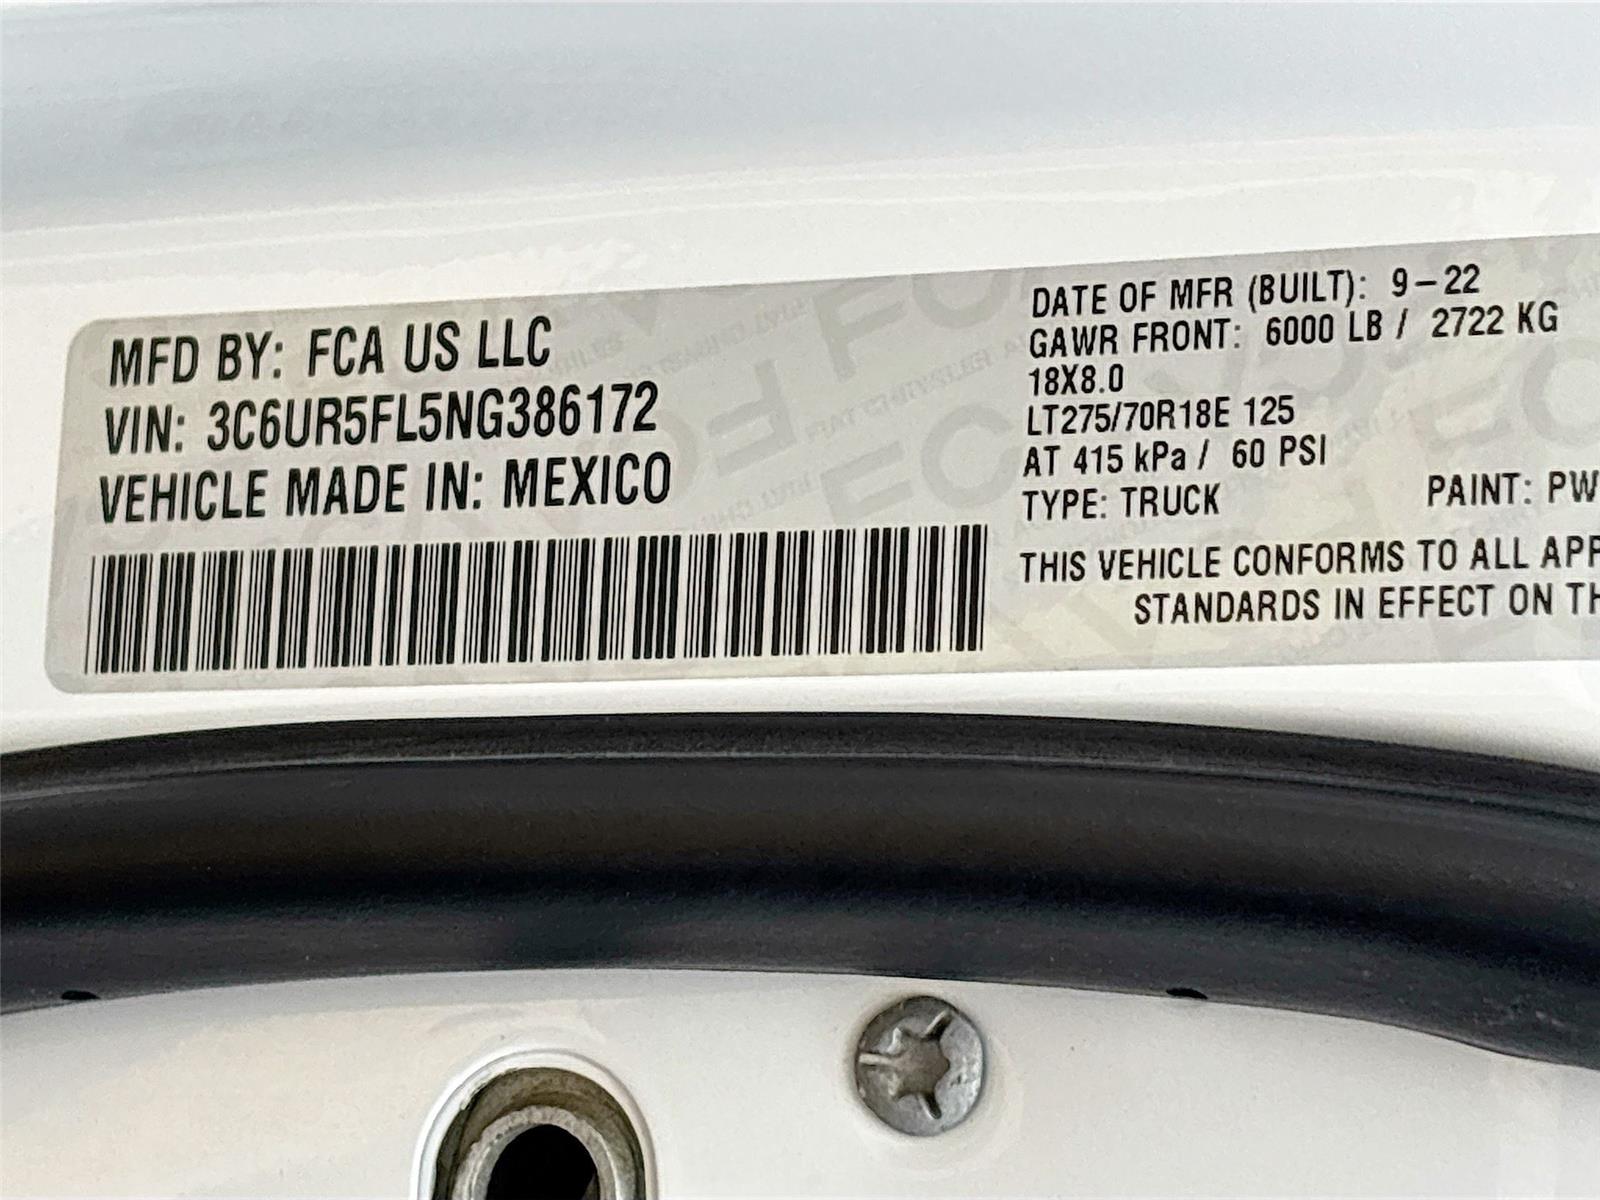 MFD BY: FCA US LLC
VIN: 3C6UR5FL5NG386172
VEHICLE MADE IN: MEXICO
DATE OF MFR (BUILT): 9-22
GAWR FRONT: 6000 LB / 2722 KG
18X8.0
LT275/70R18E 125
AT 415 kPa / 60 PSI
TYPE: TRUCK PAINT: PW
THIS VEHICLE CONFORMS TO ALL APP
STANDARDS IN EFFECT ON TH